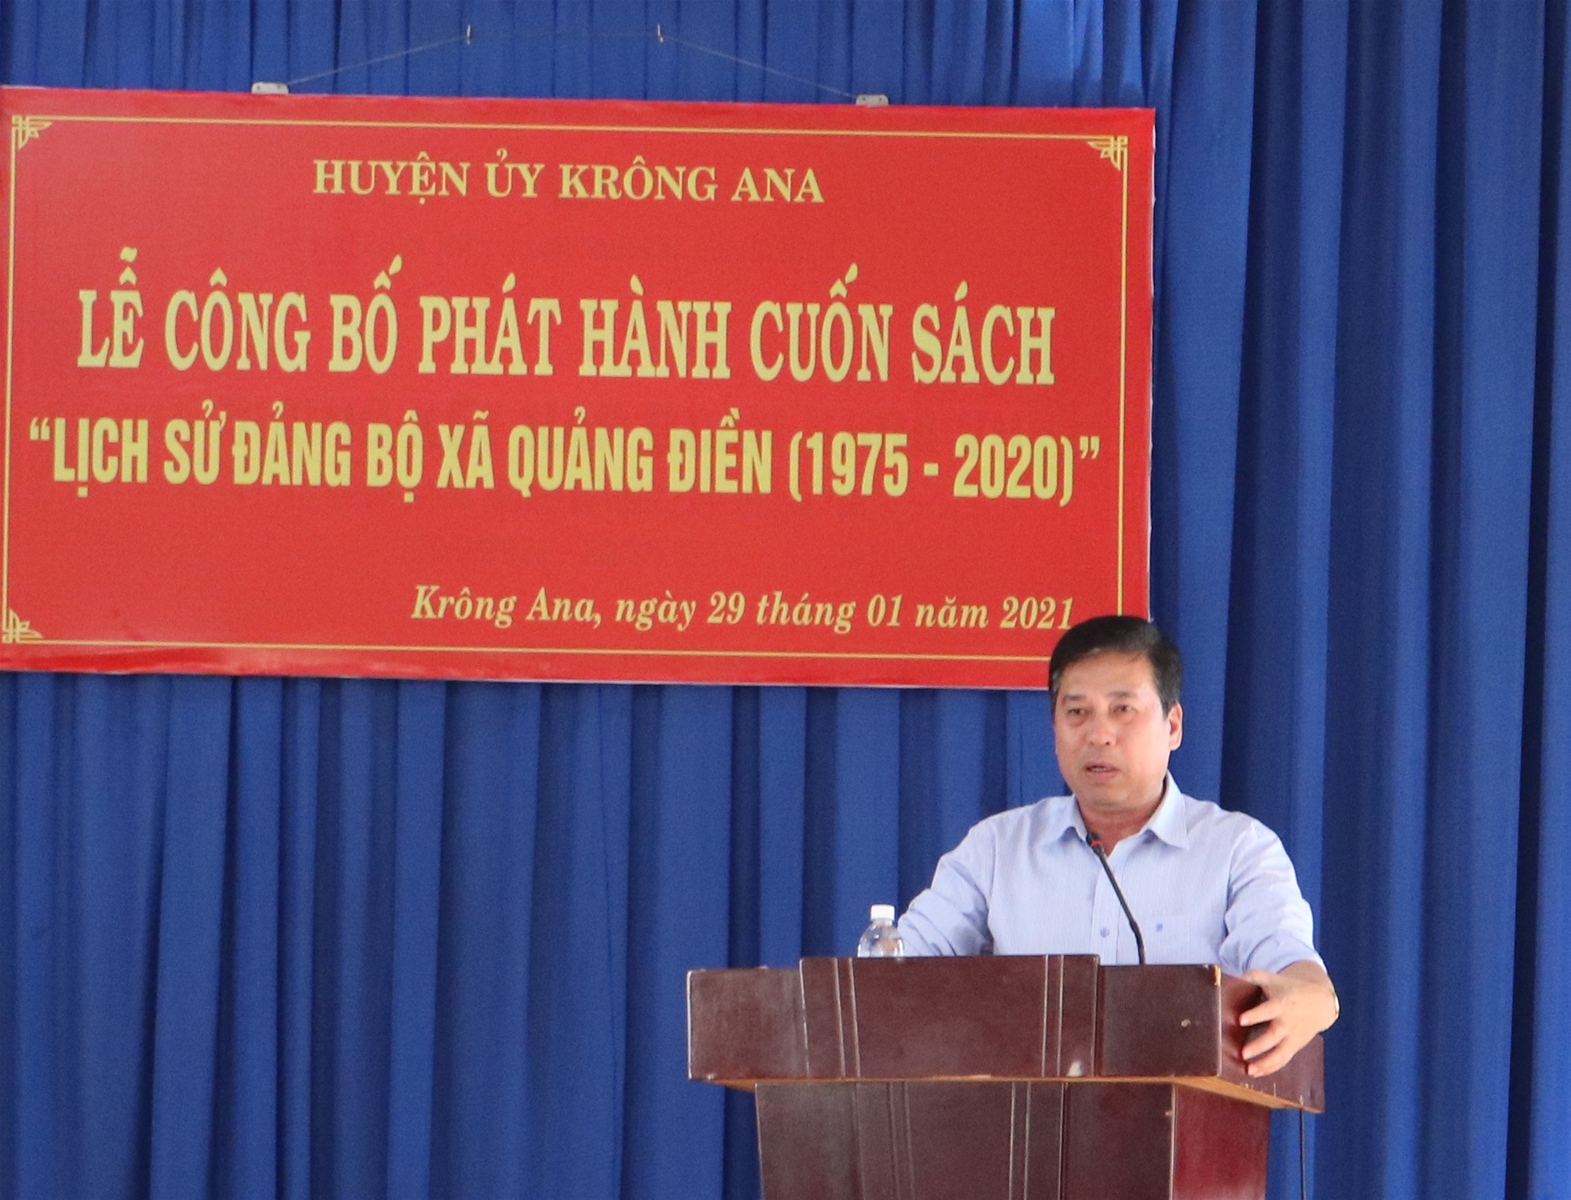 HUYỆN ỦY KRÔNG ANA
LỄ CÔNG BỐ PHÁT HÀNH CUỐN SÁCH
“LỊCH SỬ ĐẢNG BỘ XÃ QUẢNG ĐIỀN (1975 - 2020)”
Krông Ana, ngày 29 tháng 01 năm 2021